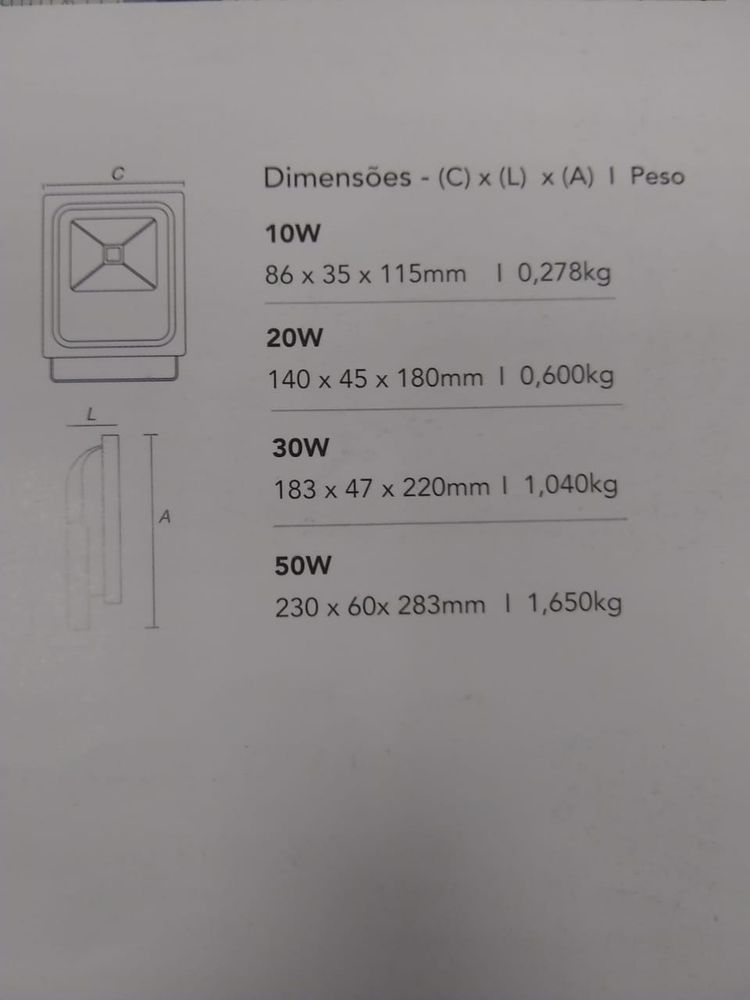 C
Dimensões - (C) x (L) x (A) | Peso
10W
86 x 35 x 115mm | 0,278kg
20W
140 x 45 x 180mm | 0,600kg
L
30W
183 x 47 x 220mm | 1,040kg
A
50W
230 x 60x 283mm | 1,650kg